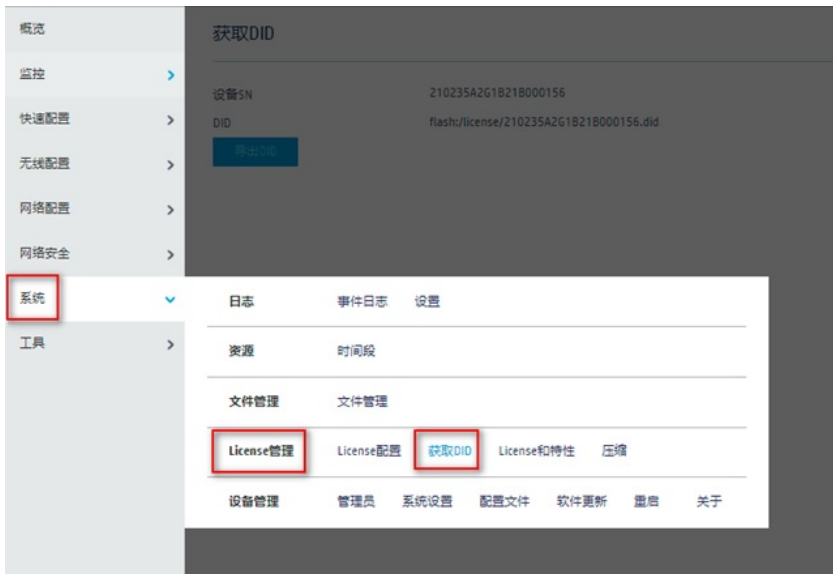 概览
获取DID
监控
设备SN 210235A2G1B21B000156
快速配置
DID flash:/license/210235A2G1B21B000156.did
导出DID
无线配置
网络配置
网络安全
系统
日志 事件日志 设置
工具
资源 时间段
文件管理 文件管理
License管理 License配置 获取DID License和特性 压缩
设备管理 管理员 系统设置 配置文件 软件更新 重启 关于